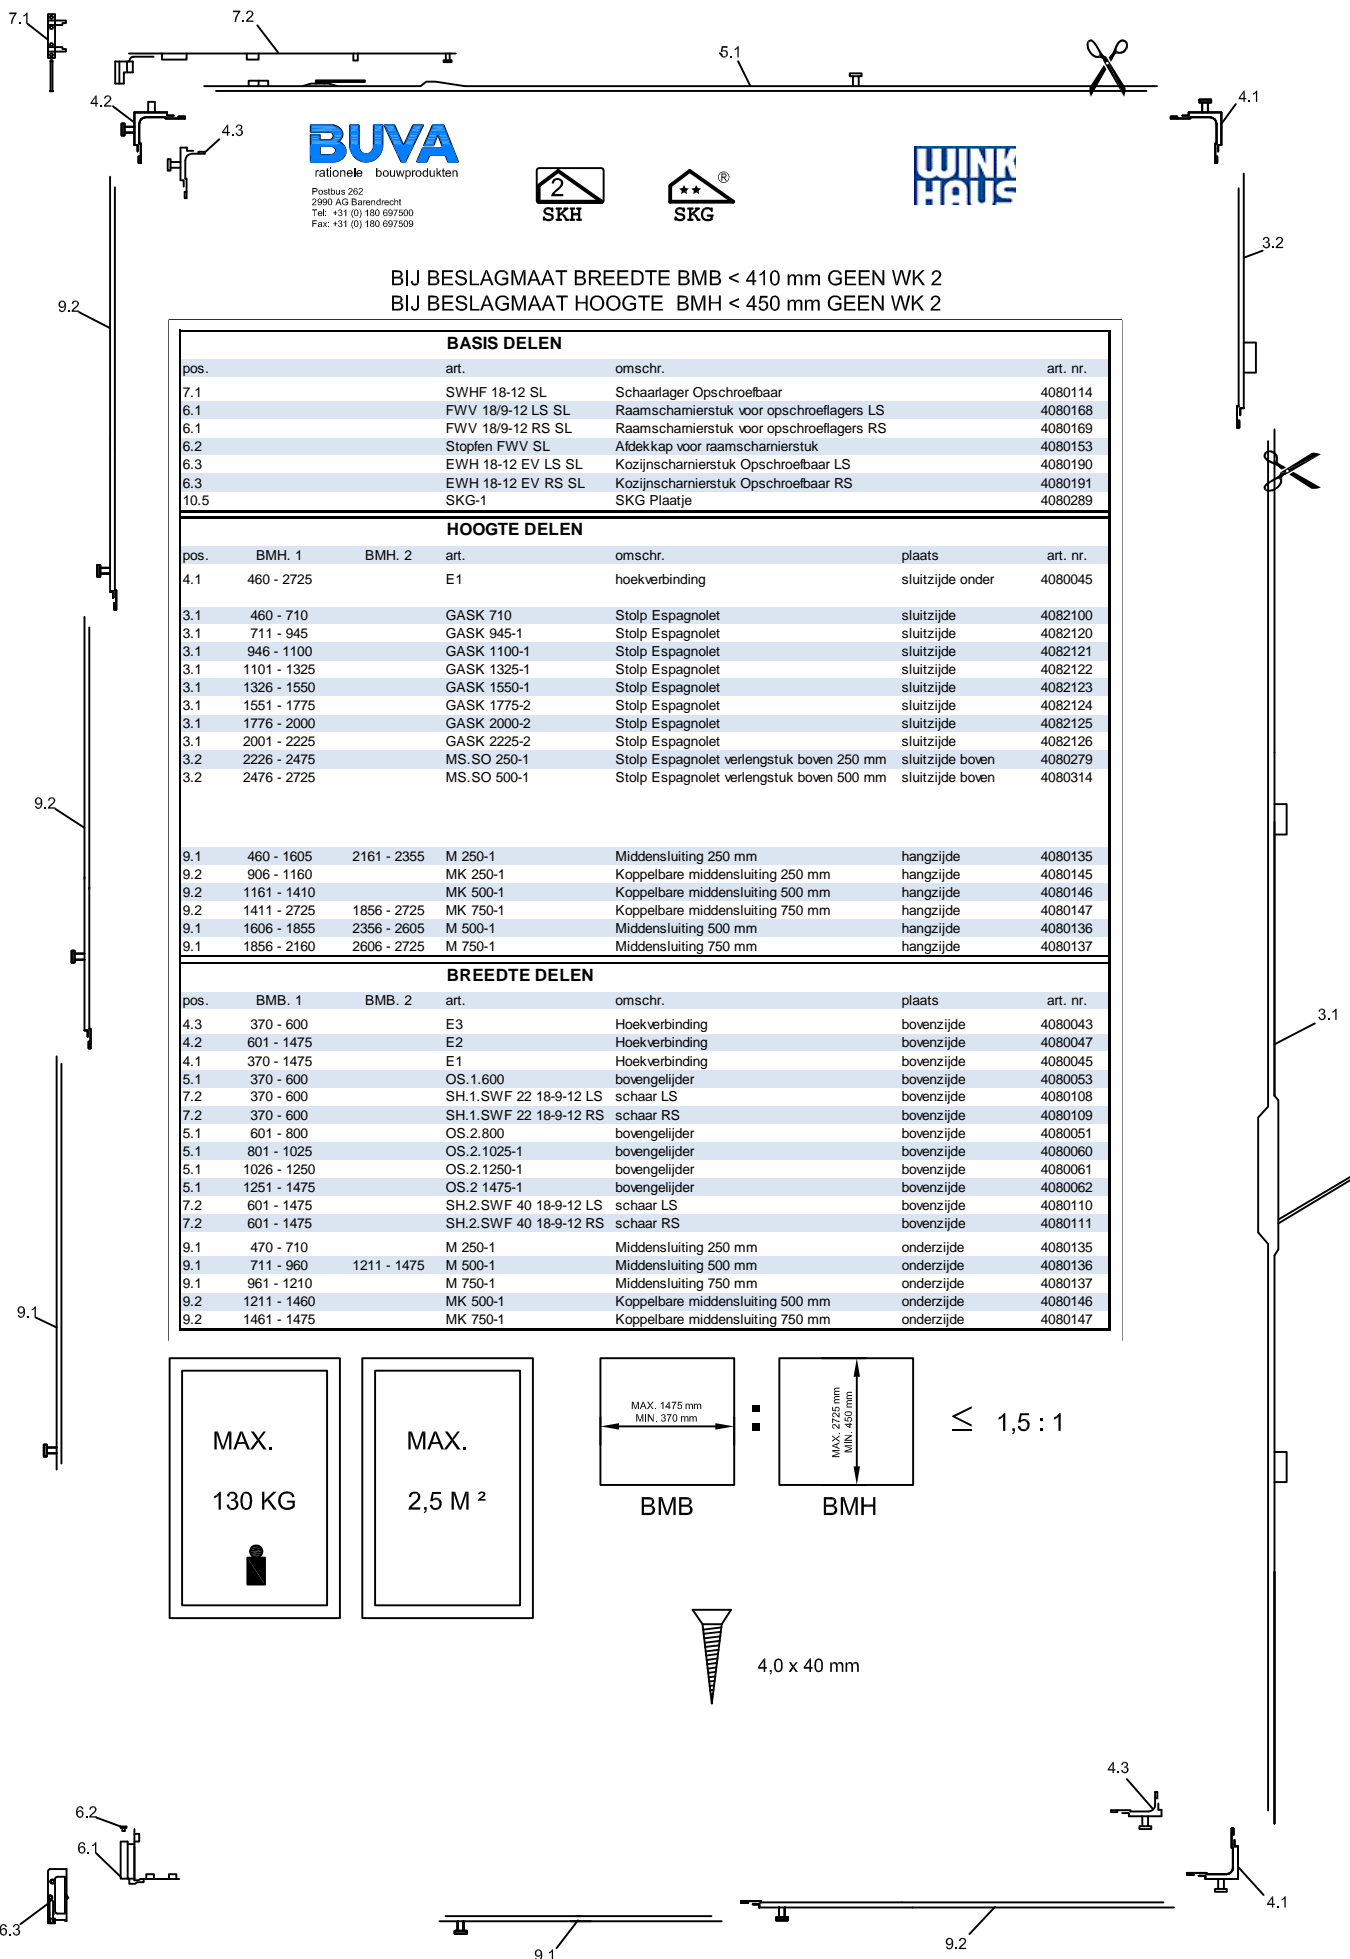 7.1
7.2
5.1
4.2
4.3
4.1
BUVA
rationele bouwprodukten
Postbus 262
2990 AG Barendrecht
Tel: +31 (0) 180 697500
Fax: +31 (0) 180 697509
2
SKH
®
SKG
WINK
HAUS
3.2
9.2
BIJ BESLAGMAAT BREEDTE BMB < 410 mm GEEN WK 2
BIJ BESLAGMAAT HOOGTE BMH < 450 mm GEEN WK 2
BASIS DELEN
pos. art. omschr. art. nr.
7.1 SWHF 18-12 SL Schaarlager Opschroefbaar 4080114
6.1 FWV 18/9-12 LS SL Raamscharnierstuk voor opschroeflagers LS 4080168
6.1 FWV 18/9-12 RS SL Raamscharnierstuk voor opschroeflagers RS 4080169
6.2 Stopfen FWV SL Afdekkap voor raamscharnierstuk 4080153
6.3 EWH 18-12 EV LS SL Kozijnscharnierstuk Opschroefbaar LS 4080190
6.3 EWH 18-12 EV RS SL Kozijnscharnierstuk Opschroefbaar RS 4080191
10.5 SKG-1 SKG Plaatje 4080289
HOOGTE DELEN
pos. BMH. 1 BMH. 2 art. omschr. plaats art. nr.
4.1 460 - 2725 E1 hoekverbinding sluitzijde onder 4080045
3.1 460 - 710 GASK 710 Stolp Espagnolet sluitzijde 4082100
3.1 711 - 945 GASK 945-1 Stolp Espagnolet sluitzijde 4082120
3.1 946 - 1100 GASK 1100-1 Stolp Espagnolet sluitzijde 4082121
3.1 1101 - 1325 GASK 1325-1 Stolp Espagnolet sluitzijde 4082122
3.1 1326 - 1550 GASK 1550-1 Stolp Espagnolet sluitzijde 4082123
3.1 1551 - 1775 GASK 1775-2 Stolp Espagnolet sluitzijde 4082124
3.1 1776 - 2000 GASK 2000-2 Stolp Espagnolet sluitzijde 4082125
3.1 2001 - 2225 GASK 2225-2 Stolp Espagnolet sluitzijde 4082126
3.2 2226 - 2475 MS.SO 250-1 Stolp Espagnolet verlengstuk boven 250 mm sluitzijde boven 4080279
3.2 2476 - 2725 MS.SO 500-1 Stolp Espagnolet verlengstuk boven 500 mm sluitzijde boven 4080314
9.2
9.1 460 - 1605 2161 - 2355 M 250-1 Middensluiting 250 mm hangzijde 4080135
9.2 906 - 1160 MK 250-1 Koppelbare middensluiting 250 mm hangzijde 4080145
9.2 1161 - 1410 MK 500-1 Koppelbare middensluiting 500 mm hangzijde 4080146
9.2 1411 - 2725 1856 - 2725 MK 750-1 Koppelbare middensluiting 750 mm hangzijde 4080147
9.1 1606 - 1855 2356 - 2605 M 500-1 Middensluiting 500 mm hangzijde 4080136
9.1 1856 - 2160 2606 - 2725 M 750-1 Middensluiting 750 mm hangzijde 4080137
BREEDTE DELEN
pos. BMB. 1 BMB. 2 art. omschr. plaats art. nr.
4.3 370 - 600 E3 Hoekverbinding bovenzijde 4080043
4.2 601 - 1475 E2 Hoekverbinding bovenzijde 4080047
4.1 370 - 1475 E1 Hoekverbinding bovenzijde 4080045
5.1 370 - 600 OS.1.600 bovengelijder bovenzijde 4080053
7.2 370 - 600 SH.1.SWF 22 18-9-12 LS schaar LS bovenzijde 4080108
7.2 370 - 600 SH.1.SWF 22 18-9-12 RS schaar RS bovenzijde 4080109
5.1 601 - 800 OS.2.800 bovengelijder bovenzijde 4080051
5.1 801 - 1025 OS.2.1025-1 bovengelijder bovenzijde 4080060
5.1 1026 - 1250 OS.2.1250-1 bovengelijder bovenzijde 4080061
5.1 1251 - 1475 OS.2 1475-1 bovengelijder bovenzijde 4080062
7.2 601 - 1475 SH.2.SWF 40 18-9-12 LS schaar LS bovenzijde 4080110
7.2 601 - 1475 SH.2.SWF 40 18-9-12 RS schaar RS bovenzijde 4080111
9.1 470 - 710 M 250-1 Middensluiting 250 mm onderzijde 4080135
9.1 711 - 960 1211 - 1475 M 500-1 Middensluiting 500 mm onderzijde 4080136
9.1 961 - 1210 M 750-1 Middensluiting 750 mm onderzijde 4080137
9.2 1211 - 1460 MK 500-1 Koppelbare middensluiting 500 mm onderzijde 4080146
9.2 1461 - 1475 MK 750-1 Koppelbare middensluiting 750 mm onderzijde 4080147
3.1
9.1
MAX.
130 KG
MAX.
2,5 M ²
MAX. 1475 mm
MIN. 370 mm
BMB
:
MAX. 2725 mm
MIN. 450 mm
BMH
≤ 1,5 : 1
4,0 x 40 mm
4.3
6.2
6.1
6.3
4.1
9.1
9.2